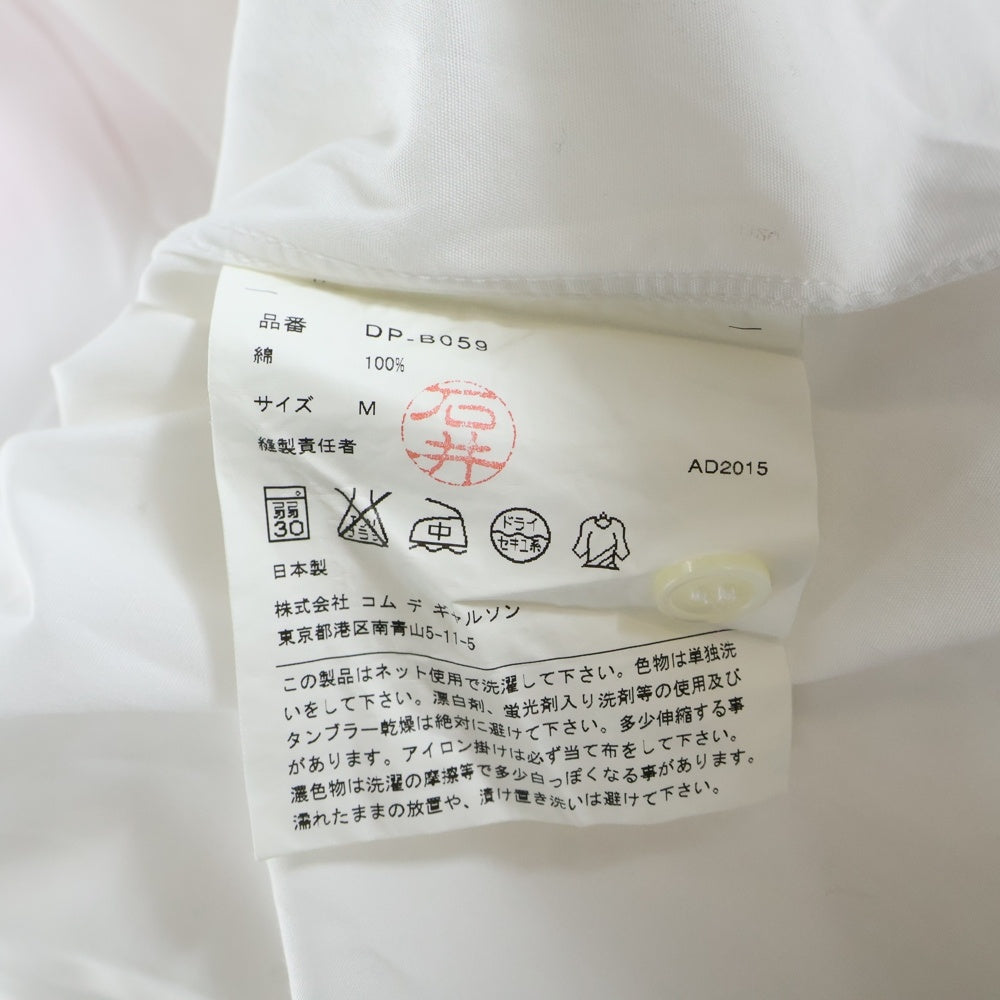 品番 DP-B059
綿 100%
サイズ M
縫製責任者
石井
AD2015
弱
30
中
ドライ
セキユ系
日本製
株式会社 コム デ ギャルソン
東京都港区南青山5-11-5
この製品はネット使用で洗濯して下さい。色物は単独洗
いをして下さい。漂白剤、蛍光剤入り洗剤等の使用及び
タンブラー乾燥は絶対に避けて下さい。多少伸縮する事
があります。アイロン掛けは必ず当て布をして下さい。
濃色物は洗濯の摩擦等で多少白っぽくなる事があります。
濡れたままの放置や、漬け置き洗いは避けて下さい。